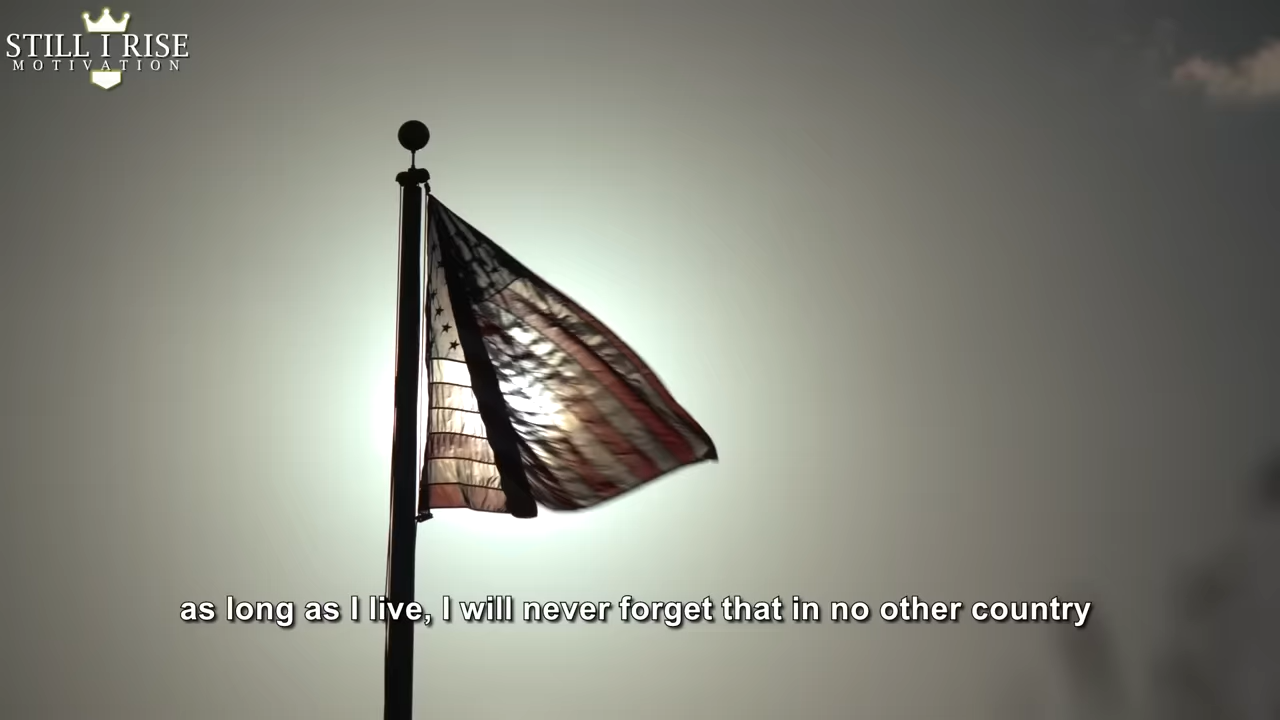 STILL I RISE
MOTIVATION
as long as I live, I will never forget that in no other country